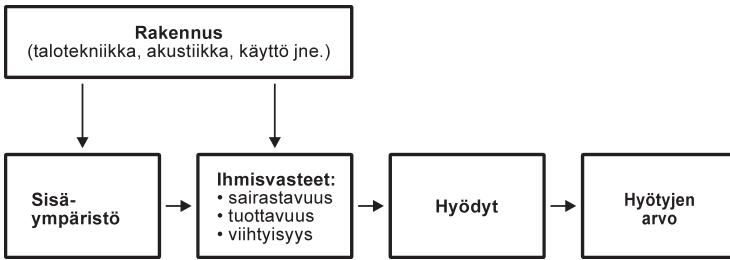 Rakennus
(talotekniikka, akustiikka, käyttö jne.)
Sisä-
ympäristö
Ihmisvasteet:
• sairastavuus
• tuottavuus
• viihtyisyys
Hyödyt
Hyötyjen
arvo